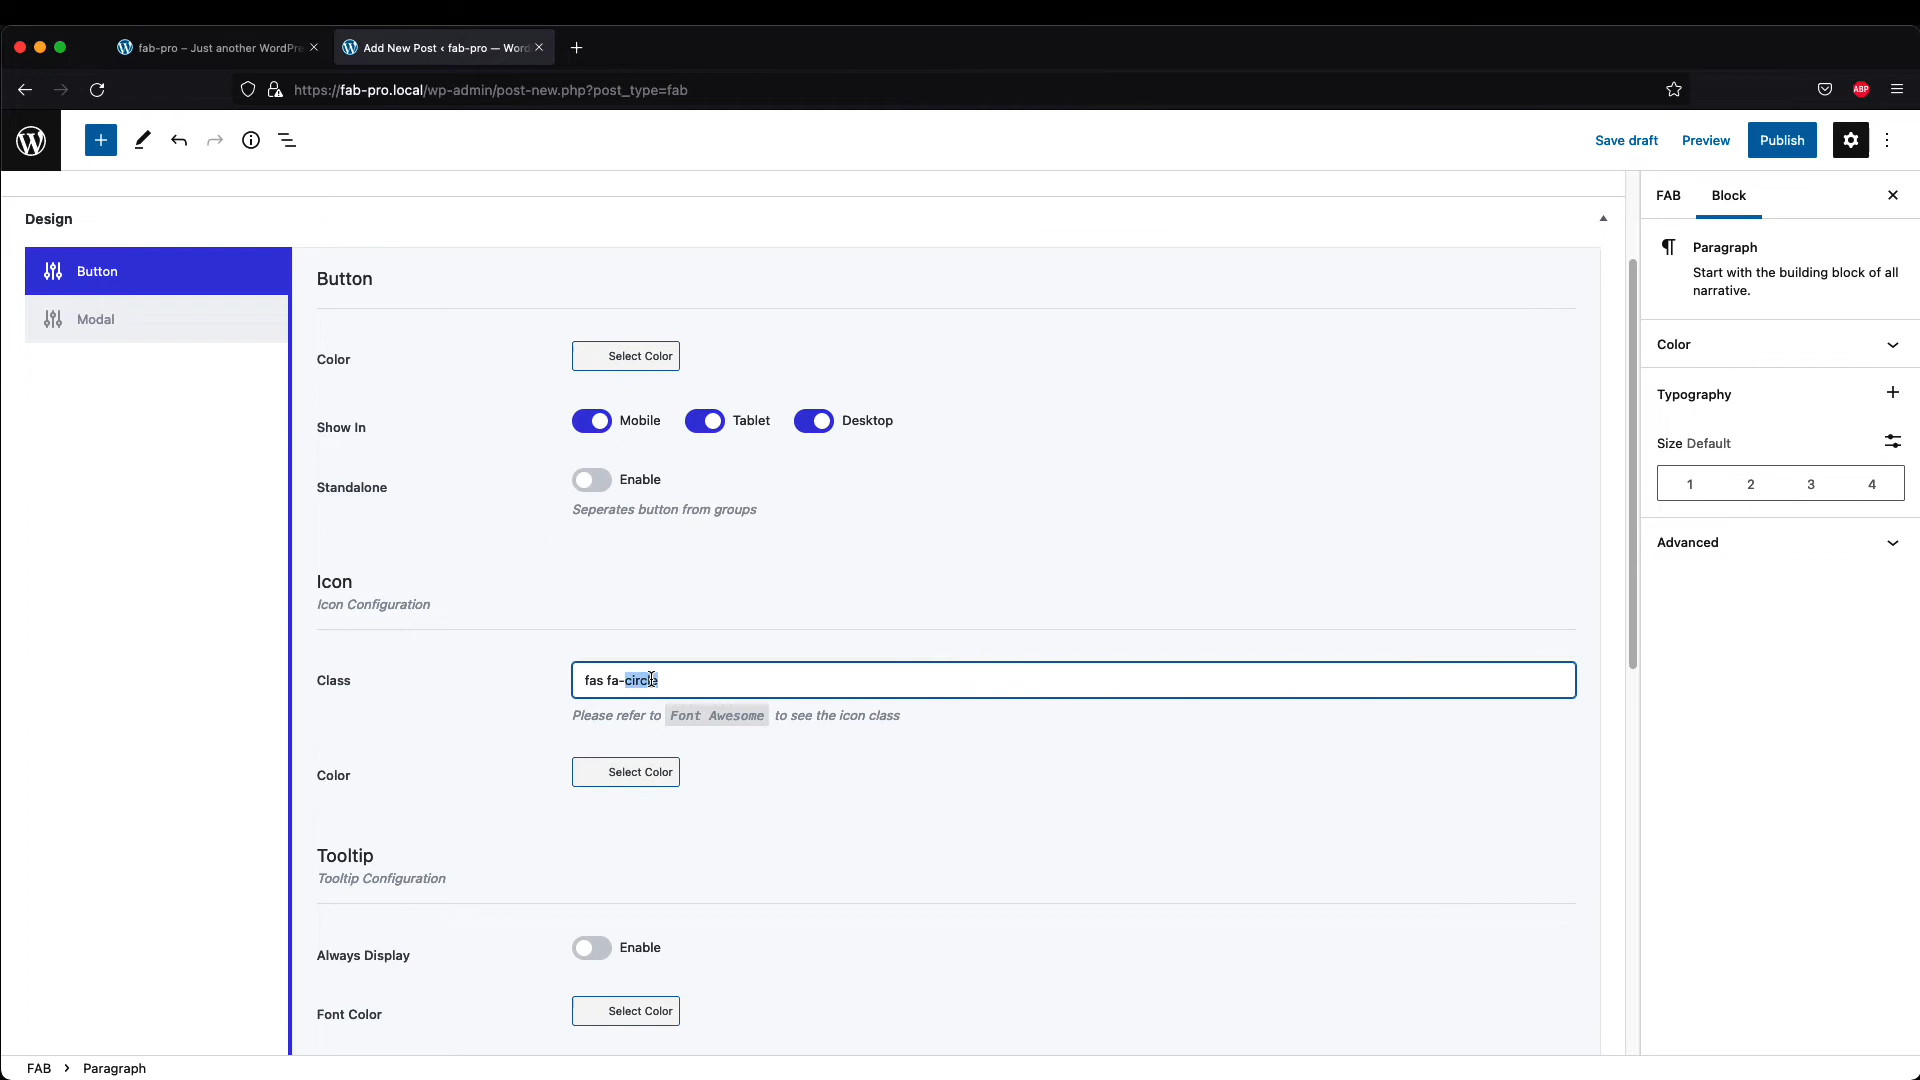 fab-pro – Just another WordPre
Add New Post ‹ fab-pro — Word
https://fab-pro.local/wp-admin/post-new.php?post_type=fab
ABP
Save draft
Preview
Publish
Design
Button
Modal
Button
Color
Select Color
Show In
Mobile
Tablet
Desktop
Standalone
Enable
Seperates button from groups
Icon
Icon Configuration
Class
fas fa-circle
Please refer to Font Awesome to see the icon class
Color
Select Color
Tooltip
Tooltip Configuration
Always Display
Enable
Font Color
Select Color
FAB
Block
Paragraph
Start with the building block of all
narrative.
Color
Typography
Size Default
1 2 3 4
Advanced
FAB › Paragraph